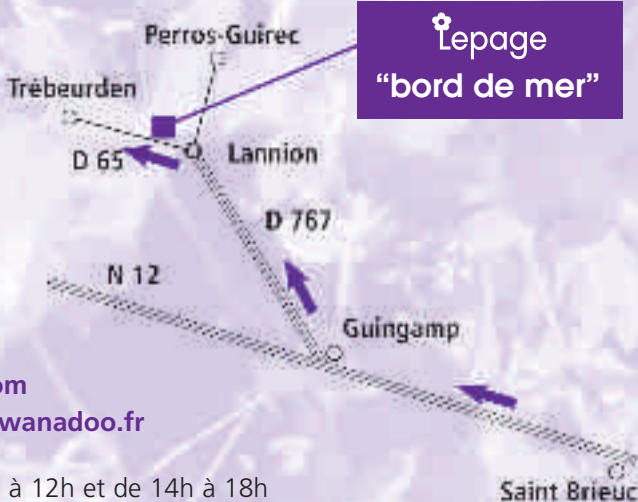 Perros-Guirec
Lepage
“bord de mer”
Trébeurden
D 65
Lannion
D 767
N 12
Guingamp
om
wanadoo.fr
à 12h et de 14h à 18h
Saint Brieuc